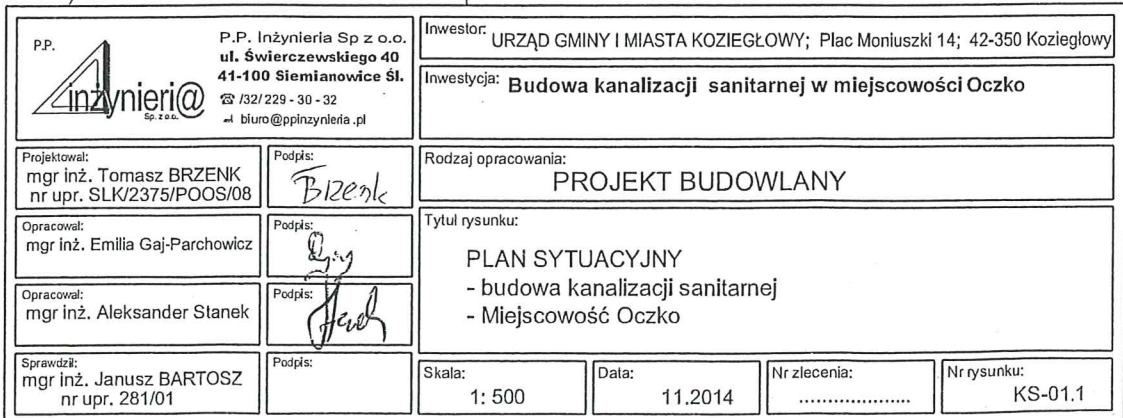 P.P.
inżynieri@
Sp. z o.o.
P.P. Inżynieria Sp z o.o.
ul. Świerczewskiego 40
41-100 Siemianowice Śl.
☎ /32/ 229 - 30 - 32
biuro@ppinzynieria.pl
Inwestor: URZĄD GMINY I MIASTA KOZIEGŁOWY; Plac Moniuszki 14; 42-350 Koziegłowy
Inwestycja: Budowa kanalizacji sanitarnej w miejscowości Oczko
Projektował:
mgr inż. Tomasz BRZENK
nr upr. SLK/2375/POOS/08
Podpis:
Brzenk
Rodzaj opracowania:
PROJEKT BUDOWLANY
Opracował:
mgr inż. Emilia Gaj-Parchowicz
Podpis:
Opracował:
mgr inż. Aleksander Stanek
Podpis:
Tytuł rysunku:
PLAN SYTUACYJNY
- budowa kanalizacji sanitarnej
- Miejscowość Oczko
Sprawdził:
mgr inż. Janusz BARTOSZ
nr upr. 281/01
Podpis:
Skala:
1: 500
Data:
11.2014
Nr zlecenia:
....................
Nr rysunku:
KS-01.1